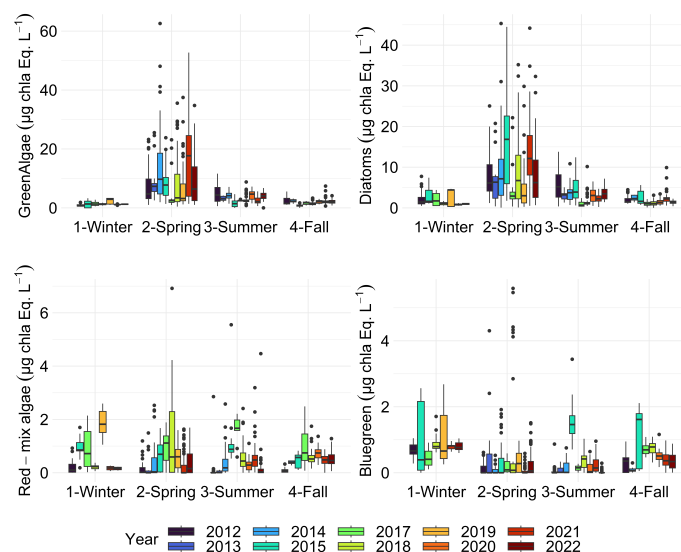 GreenAlgae (µg chla Eq. L⁻¹)
60
40
20
0
1-Winter 2-Spring 3-Summer 4-Fall
Diatoms (µg chla Eq. L⁻¹)
40
30
20
10
0
1-Winter 2-Spring 3-Summer 4-Fall
Red – mix algae (µg chla Eq. L⁻¹)
6
4
2
0
1-Winter 2-Spring 3-Summer 4-Fall
Bluegreen (µg chla Eq. L⁻¹)
4
2
0
1-Winter 2-Spring 3-Summer 4-Fall
Year
2012 2014 2017 2019 2021
2013 2015 2018 2020 2022